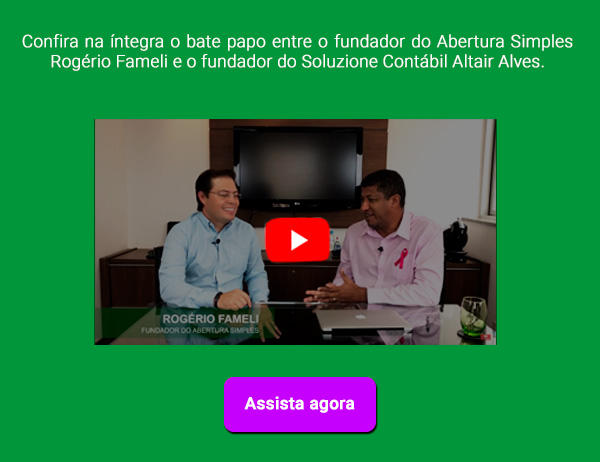 Confira na íntegra o bate papo entre o fundador do Abertura Simples
Rogério Fameli e o fundador do Soluzione Contábil Altair Alves.
ROGÉRIO FAMELI
FUNDADOR DO ABERTURA SIMPLES
Assista agora